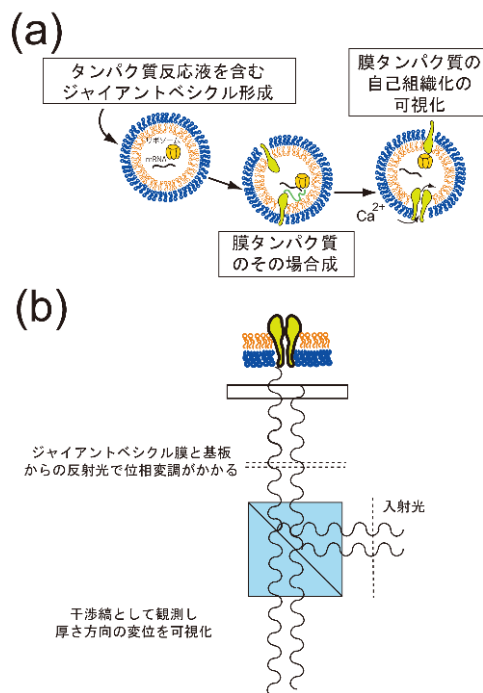 (a)
タンパク質反応液を含む
ジャイアントベシクル形成
膜タンパク質の
自己組織化の
可視化
リボソーム
mRNA
Ca2+
膜タンパク質
のその場合成
(b)
ジャイアントベシクル膜と基板
からの反射光で位相変調がかかる
入射光
干渉縞として観測し
厚さ方向の変位を可視化